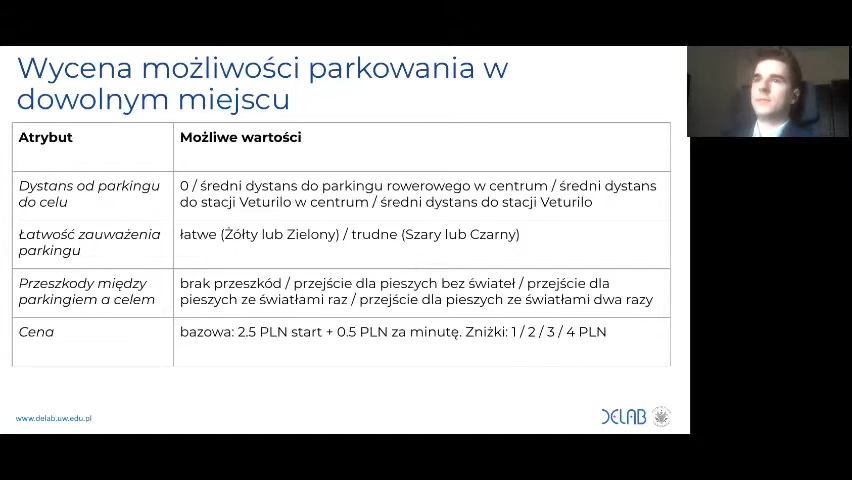 Wycena możliwości parkowania w
dowolnym miejscu
Atrybut
Możliwe wartości
Dystans od parkingu
do celu
0 / średni dystans do parkingu rowerowego w centrum / średni dystans
do stacji Veturilo w centrum / średni dystans do stacji Veturilo
Łatwość zauważenia
parkingu
łatwe (Żółty lub Zielony) / trudne (Szary lub Czarny)
Przeszkody między
parkingiem a celem
brak przeszkód / przejście dla pieszych bez świateł / przejście dla
pieszych ze światłami raz / przejście dla pieszych ze światłami dwa razy
Cena
bazowa: 2.5 PLN start + 0.5 PLN za minutę. Zniżki: 1 / 2 / 3 / 4 PLN
www.delab.uw.edu.pl
DELAB